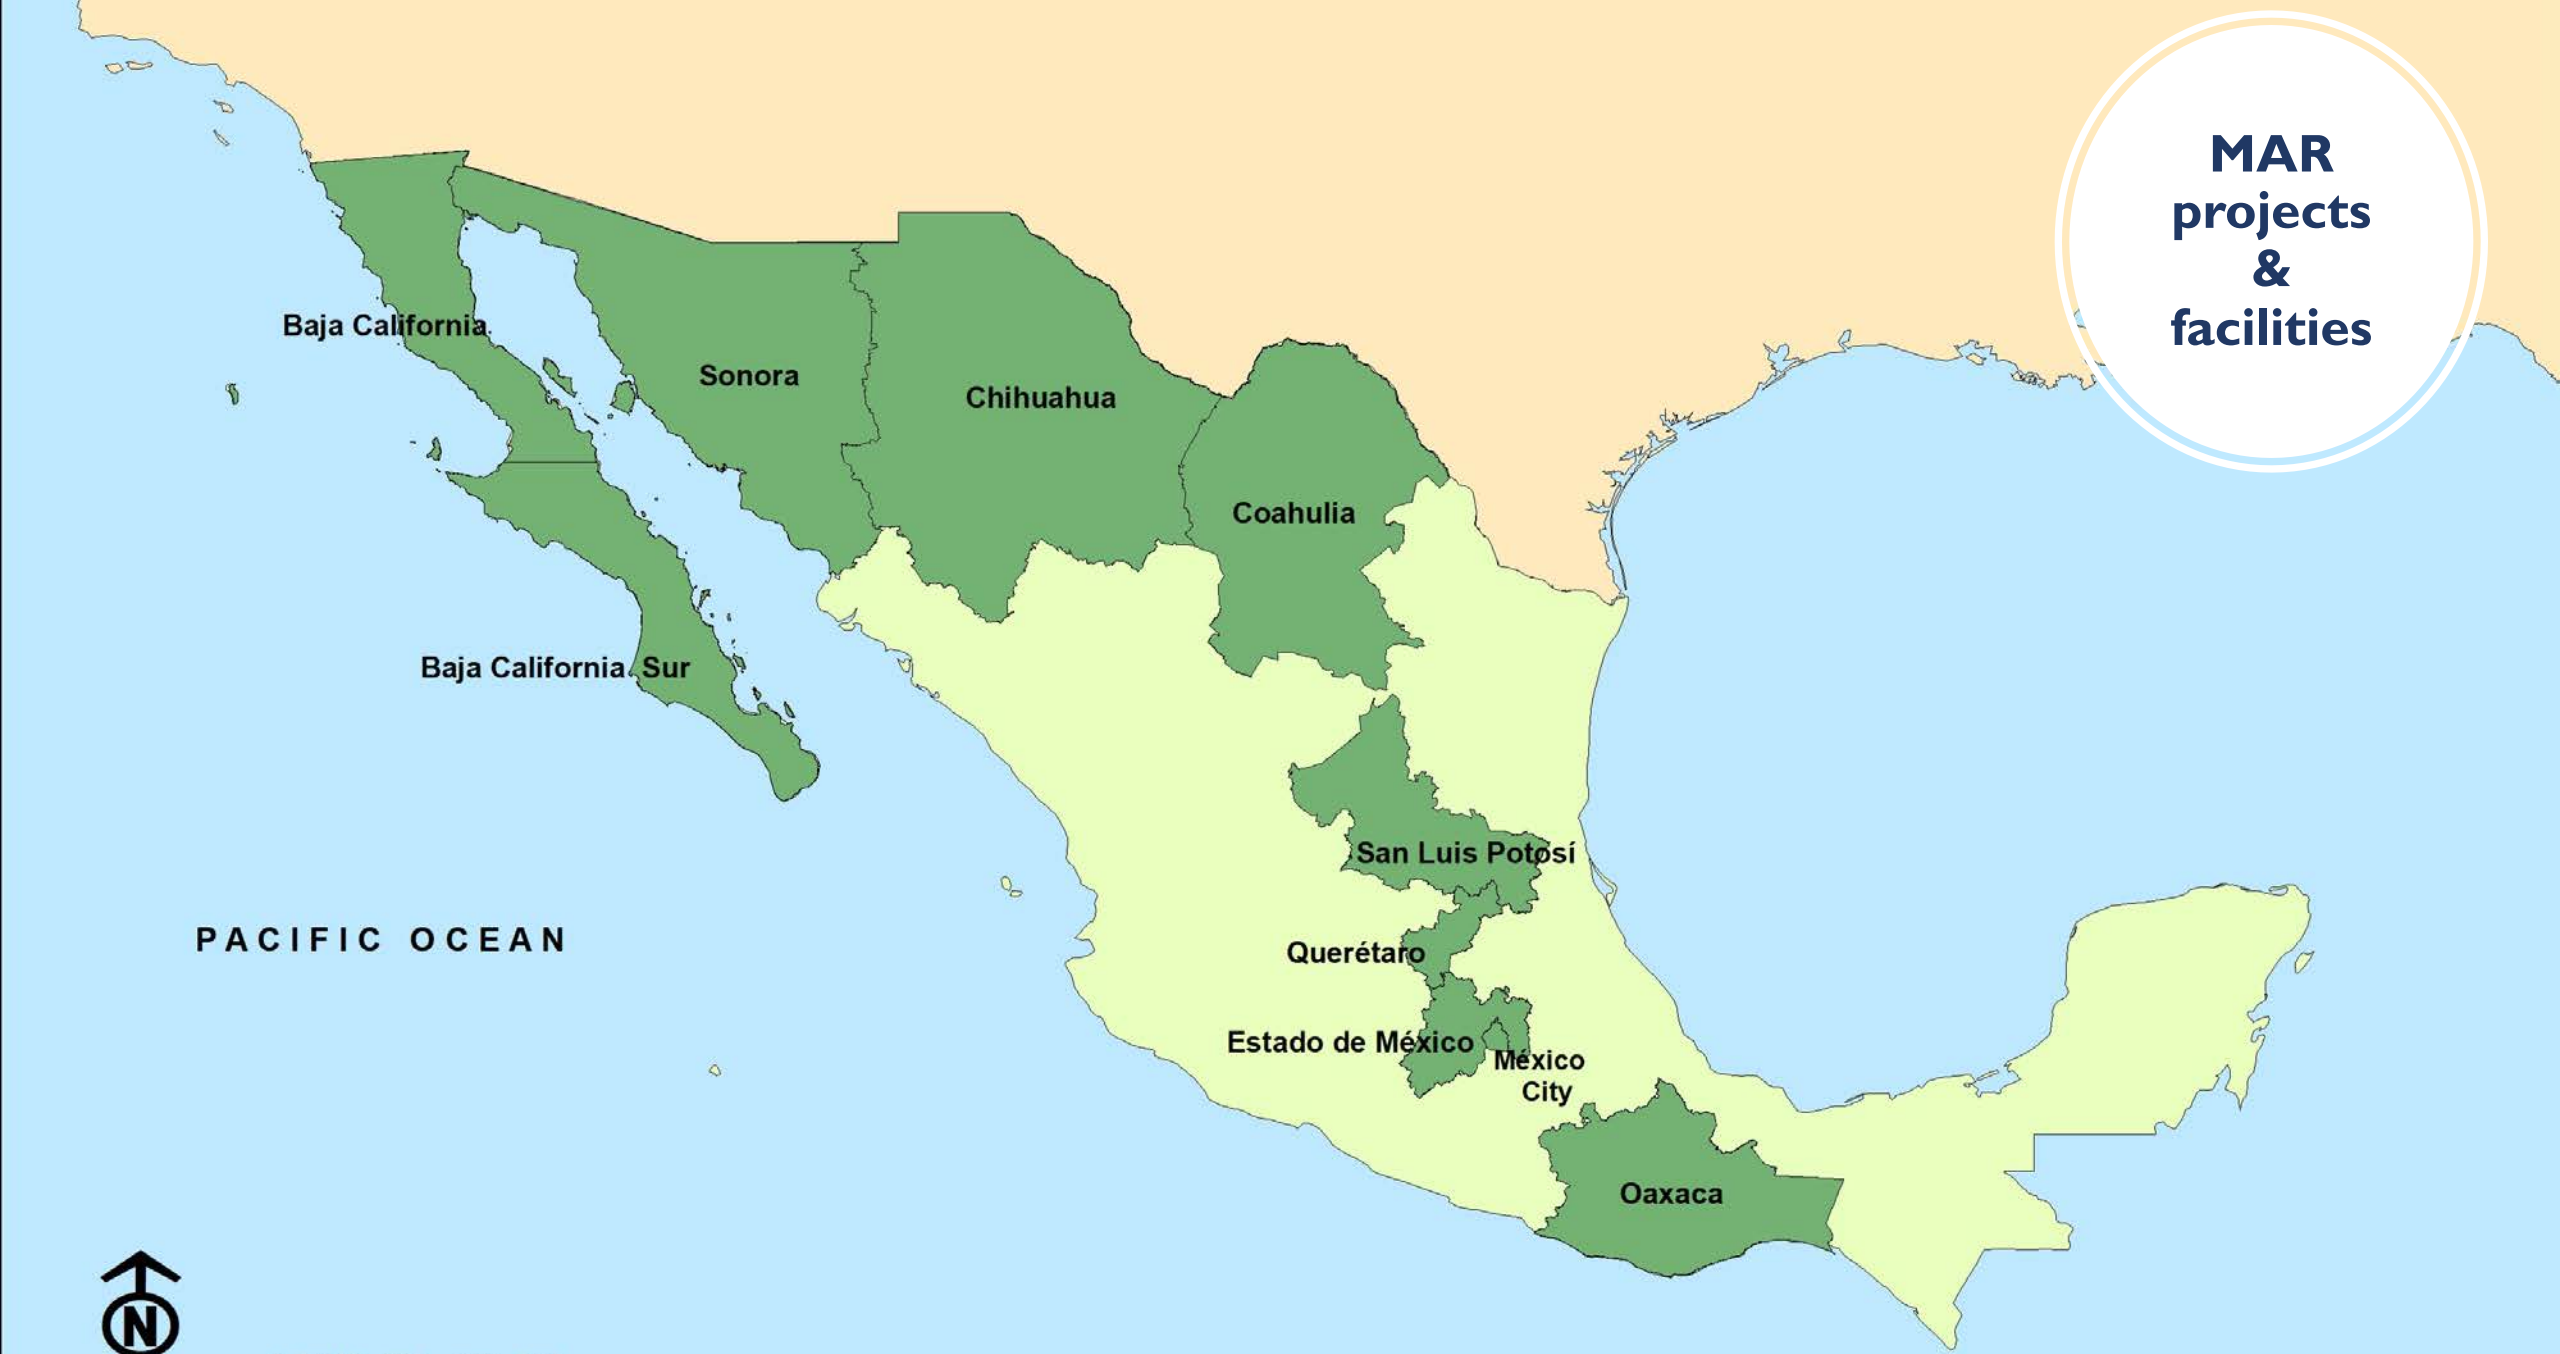 MAR
projects
&
facilities
Baja California
Sonora
Chihuahua
Coahulia
Baja California Sur
San Luis Potosí
PACIFIC OCEAN
Querétaro
Estado de México
México
City
Oaxaca
N